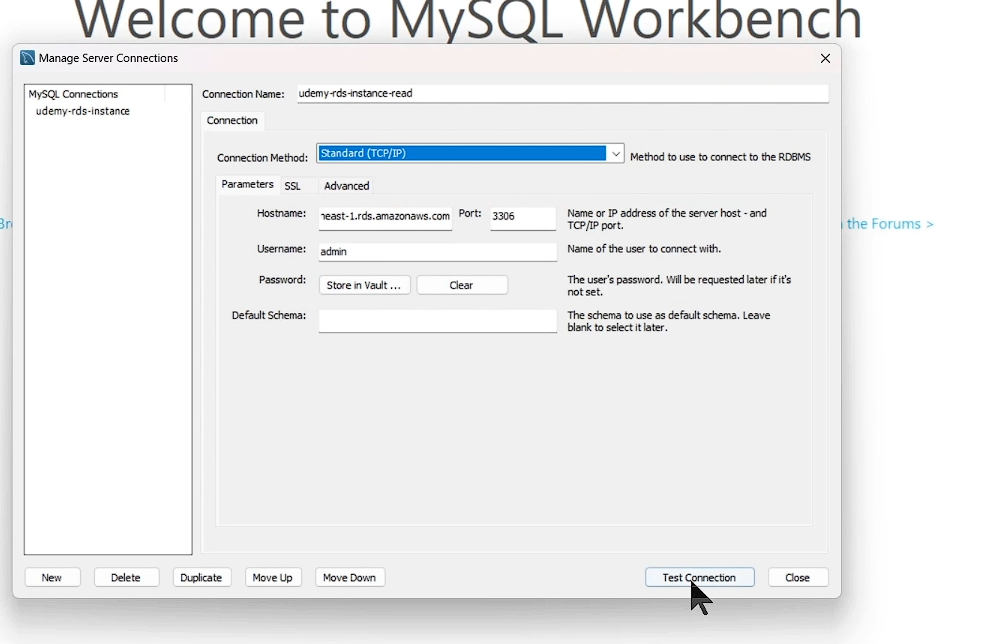 Welcome to MySQL Workbench
Manage Server Connections
MySQL Connections
udemy-rds-instance
Connection Name: udemy-rds-instance-read
Connection
Connection Method: Standard (TCP/IP) Method to use to connect to the RDBMS
Parameters SSL Advanced
Hostname: east-1.rds.amazonaws.com Port: 3306 Name or IP address of the server host - and
TCP/IP port.
Username: admin Name of the user to connect with.
Password: Store in Vault ... Clear The user's password. Will be requested later if it's
not set.
Default Schema: The schema to use as default schema. Leave
blank to select it later.
the Forums >
New Delete Duplicate Move Up Move Down Test Connection Close